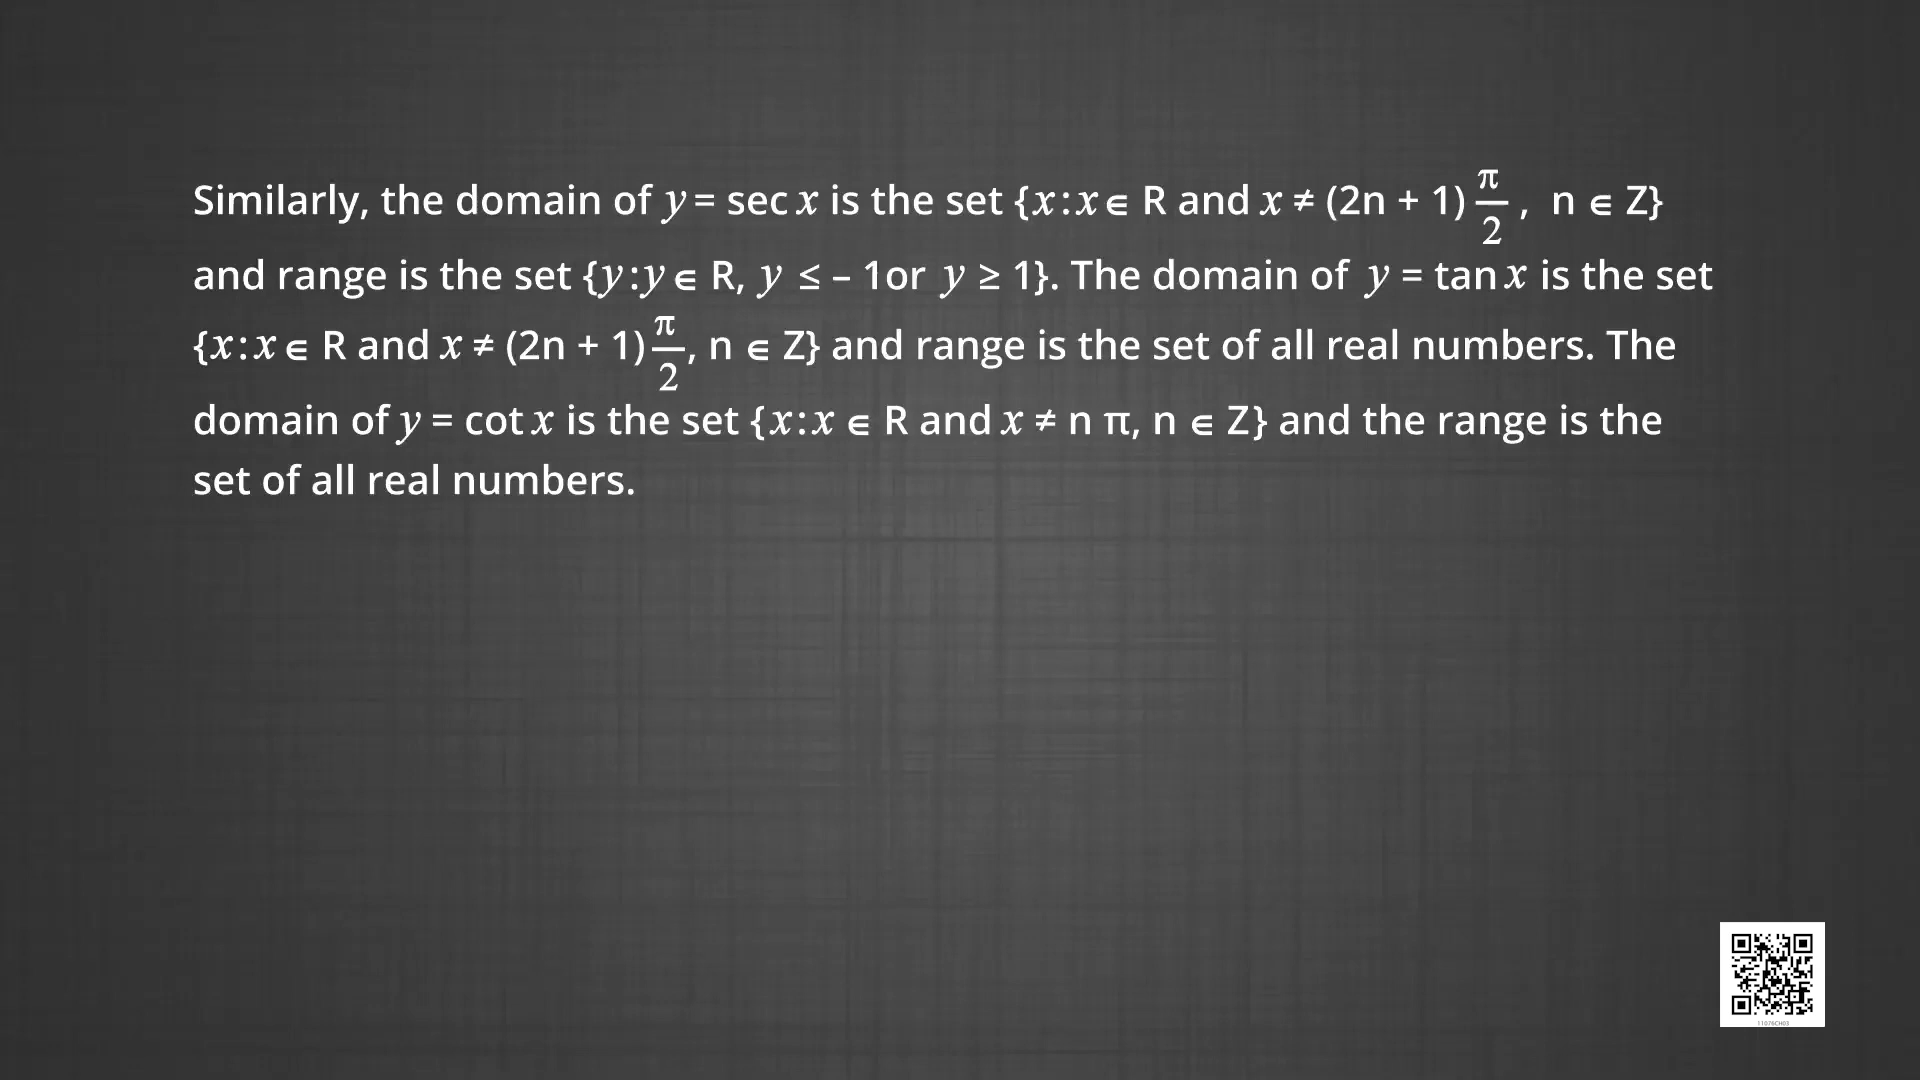 Similarly, the domain of y = sec x is the set {x : x ∈ R and x ≠ (2n + 1) π/2 , n ∈ Z}
and range is the set {y : y ∈ R, y ≤ – 1or y ≥ 1}. The domain of y = tan x is the set
{x : x ∈ R and x ≠ (2n + 1) π/2, n ∈ Z} and range is the set of all real numbers. The
domain of y = cot x is the set {x : x ∈ R and x ≠ n π, n ∈ Z} and the range is the
set of all real numbers.
11076CH03